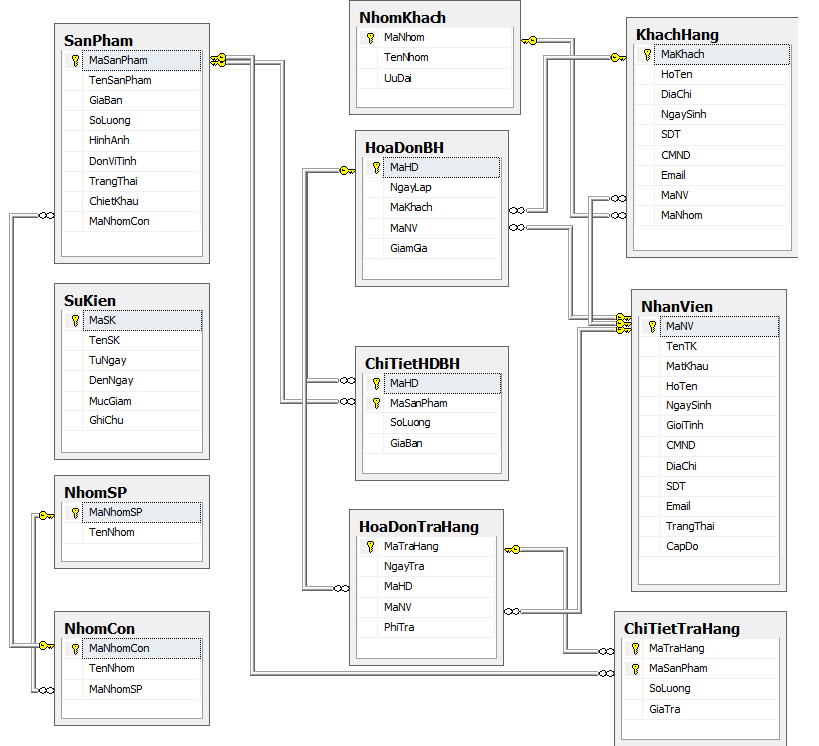 SanPham
MaSanPham
TenSanPham
GiaBan
SoLuong
HinhAnh
DonViTinh
TrangThai
ChietKhau
MaNhomCon
SuKien
MaSK
TenSK
TuNgay
DenNgay
MucGiam
GhiChu
NhomSP
MaNhomSP
TenNhom
NhomCon
MaNhomCon
TenNhom
MaNhomSP
NhomKhach
MaNhom
TenNhom
UuDai
HoaDonBH
MaHD
NgayLap
MaKhach
MaNV
GiamGia
ChiTietHDBH
MaHD
MaSanPham
SoLuong
GiaBan
HoaDonTraHang
MaTraHang
NgayTra
MaHD
MaNV
PhiTra
KhachHang
MaKhach
HoTen
DiaChi
NgaySinh
SDT
CMND
Email
MaNV
MaNhom
NhanVien
MaNV
TenTK
MatKhau
HoTen
NgaySinh
GioiTinh
CMND
DiaChi
SDT
Email
TrangThai
CapDo
ChiTietTraHang
MaTraHang
MaSanPham
SoLuong
GiaTra